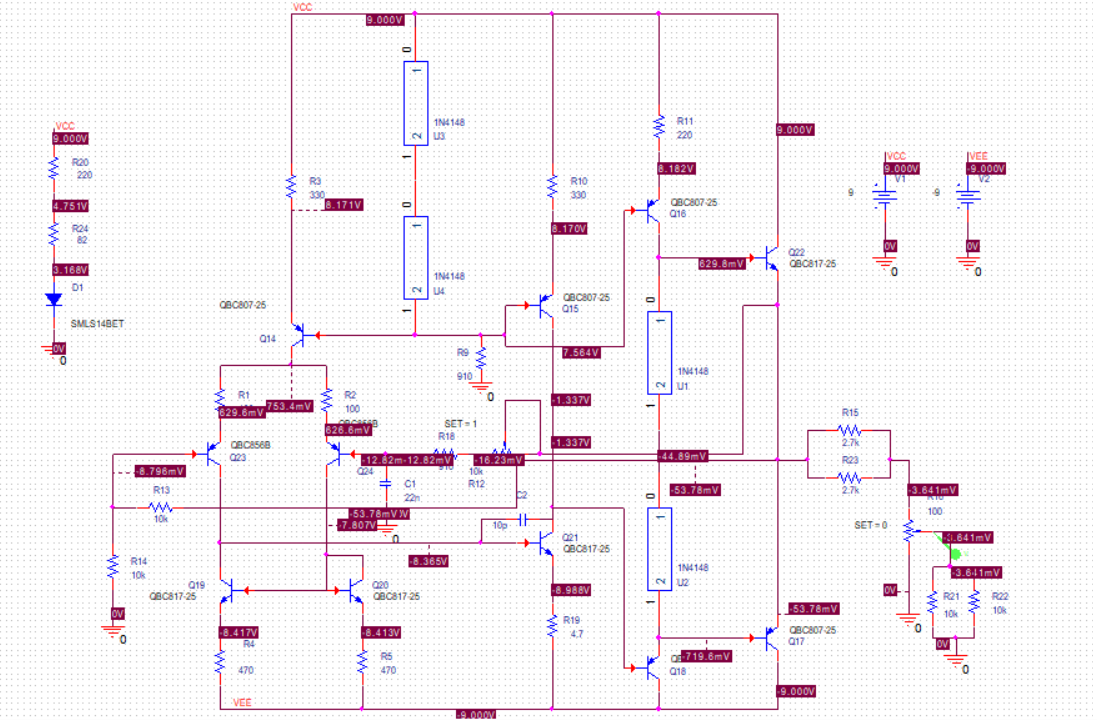 VCC
9.000V
0
1
2
1N4148
U3
1
R11
220
9.000V
VCC
9.000V
R20
220
4.751V
R24
82
3.168V
D1
SMLS14BET
0V
0
R3
330
8.171V
R10
330
8.170V
8.182V
QBC807-25
Q16
VCC
9.000V
V1
9
0V
0
VEE
-9.000V
V2
-9
0V
0
0
1
2
1N4148
U4
1
629.8mV
Q22
QBC817-25
QBC807-25
Q14
QBC807-25
Q15
R9
910
7.564V
0
1
2
1N4148
U1
1
R1
629.6mV
753.4mV
R2
100
626.6mV
-1.337V
-1.337V
SET = 1
R18
910
10k
R12
QBC856B
Q23
Q24
-12.62m
-12.82mV
-16.23mV
-44.89mV
-53.78mV
R15
2.7k
R23
2.7k
-8.796mV
R13
10k
C1
22n
0
-53.78mV
-7.807V
C2
10p
-3.641mV
100
SET = 0
-3.641mV
-3.641mV
R14
10k
0V
0
-8.365V
Q21
QBC817-25
0
1
2
1N4148
U2
1
0V
0
R21
10k
R22
10k
0V
0
Q19
QBC817-25
Q20
QBC817-25
-8.988V
R19
4.7
-53.78mV
QBC807-25
Q17
-8.417V
R4
470
-8.413V
R5
470
-719.6mV
Q18
-9.000V
VEE
-9.000V